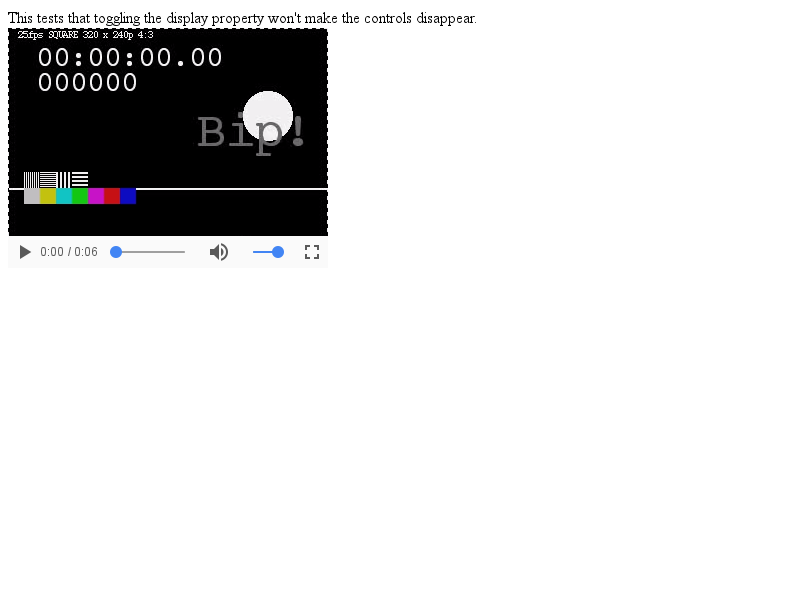 This tests that toggling the display property won't make the controls disappear.
25fps SQUARE 320 x 240p 4:3
00:00:00.00
000000
Bip!
0:00 / 0:06